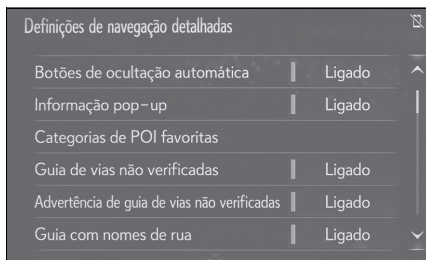 Definições de navegação detalhadas
Botões de ocultação automática Ligado
Informação pop-up Ligado
Categorias de POI favoritas
Guia de vias não verificadas Ligado
Advertência de guia de vias não verificadas Ligado
Guia com nomes de rua Ligado